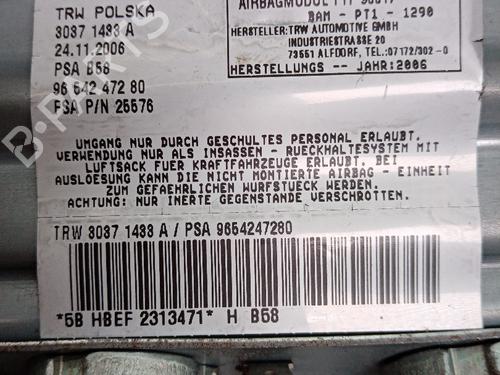 TRW POLSKA
3037 1433 A
24.11.2006
PSA B58
96 542 472 80
FSA P/N 25576
BAM - PT1 - 1290
HERSTELLER: TRW AUTOMOTIVE GMBH
INDUSTRIESTRASSE 20
73551 ALFDORF, TEL.: 07172/302-0
HERSTELLUNGS -- JAHR:2006
UMGANG NUR DURCH GESCHULTES PERSONAL ERLAUBT.
VERWENDUNG NUR ALS INSASSEN - RUECKHALTESYSTEM MIT
LUFTSACK FUER KRAFTFAHRZEUGE ERLAUBT. BEI
AUSLOESUNG KANN DIE NICHT MONTIERTE AIRBAG - EINHEIT
ZUM GEFAEHRLICHEN WURFSTUECK WERDEN.
ACHTUNG: NUR INERTE GEGENSTAENDE VERSCHROTTEN.
TRW 3037 1433 A / PSA 9654247280
*5B HBEF 2313471* H B58
B-PARTS